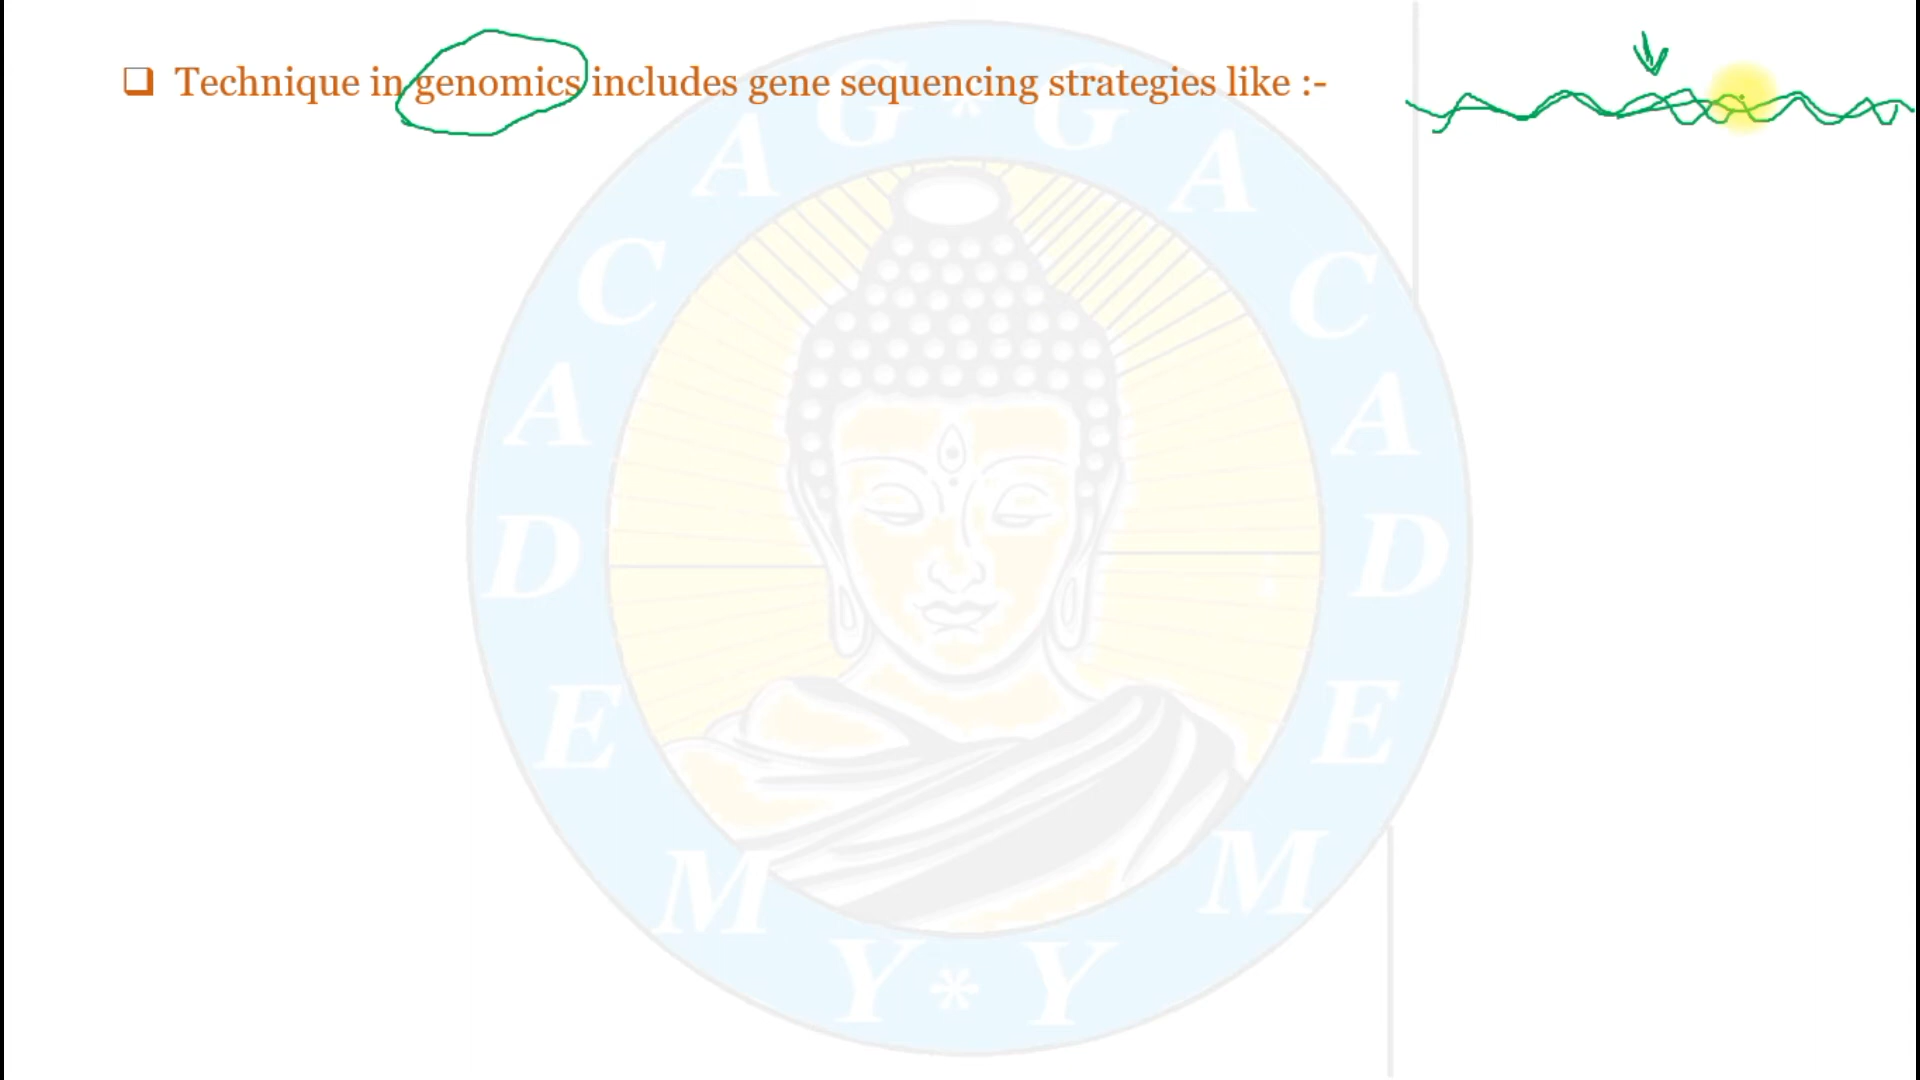 ❑ Technique in genomics includes gene sequencing strategies like :-
A G * G A
C C
A A
D D
E E
M M
Y * Y